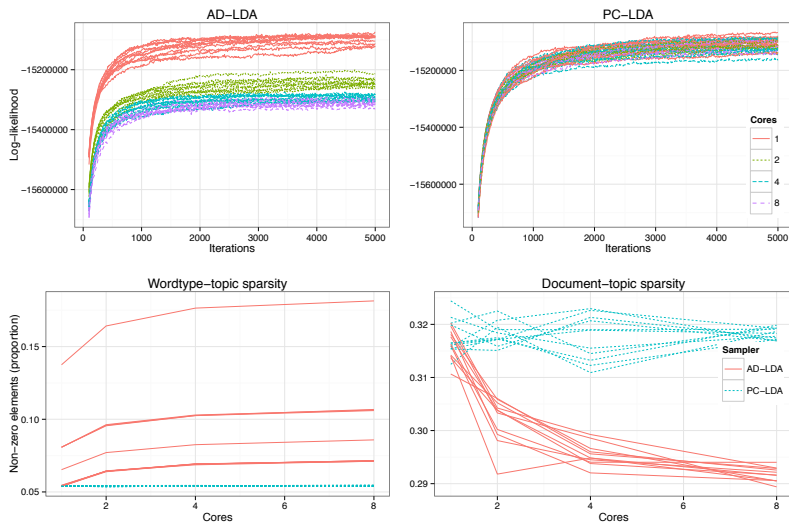 AD−LDA
PC−LDA
Log−likelihood
−15200000
−15400000
−15600000
0
1000
2000
3000
4000
5000
Iterations
−15200000
−15400000
−15600000
0
1000
2000
3000
4000
5000
Iterations
Cores
1
2
4
8
Wordtype−topic sparsity
Document−topic sparsity
Non−zero elements (proportion)
0.15
0.10
0.05
2
4
6
8
Cores
0.32
0.31
0.30
0.29
2
4
6
8
Cores
Sampler
AD−LDA
PC−LDA